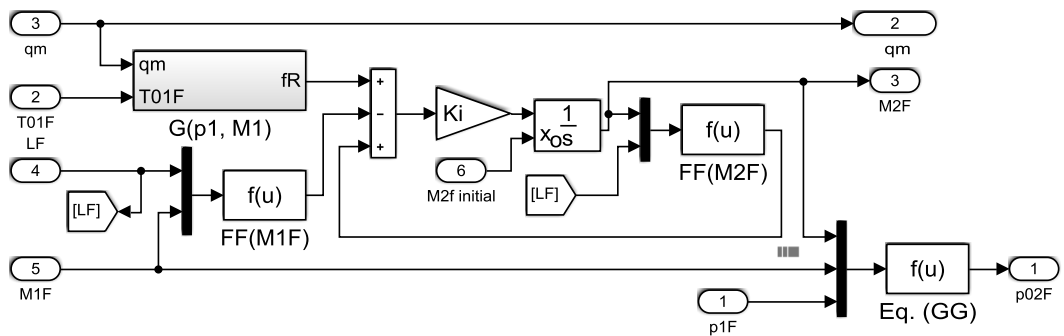 3
qm
2
qm
qm
T01F
fR
G(p1, M1)
2
T01F
+
−
+
Ki
1
x₀ s
3
M2F
f(u)
FF(M2F)
LF
4
[LF]
f(u)
FF(M1F)
6
M2f initial
[LF]
5
M1F
1
p1F
f(u)
Eq. (GG)
1
p02F